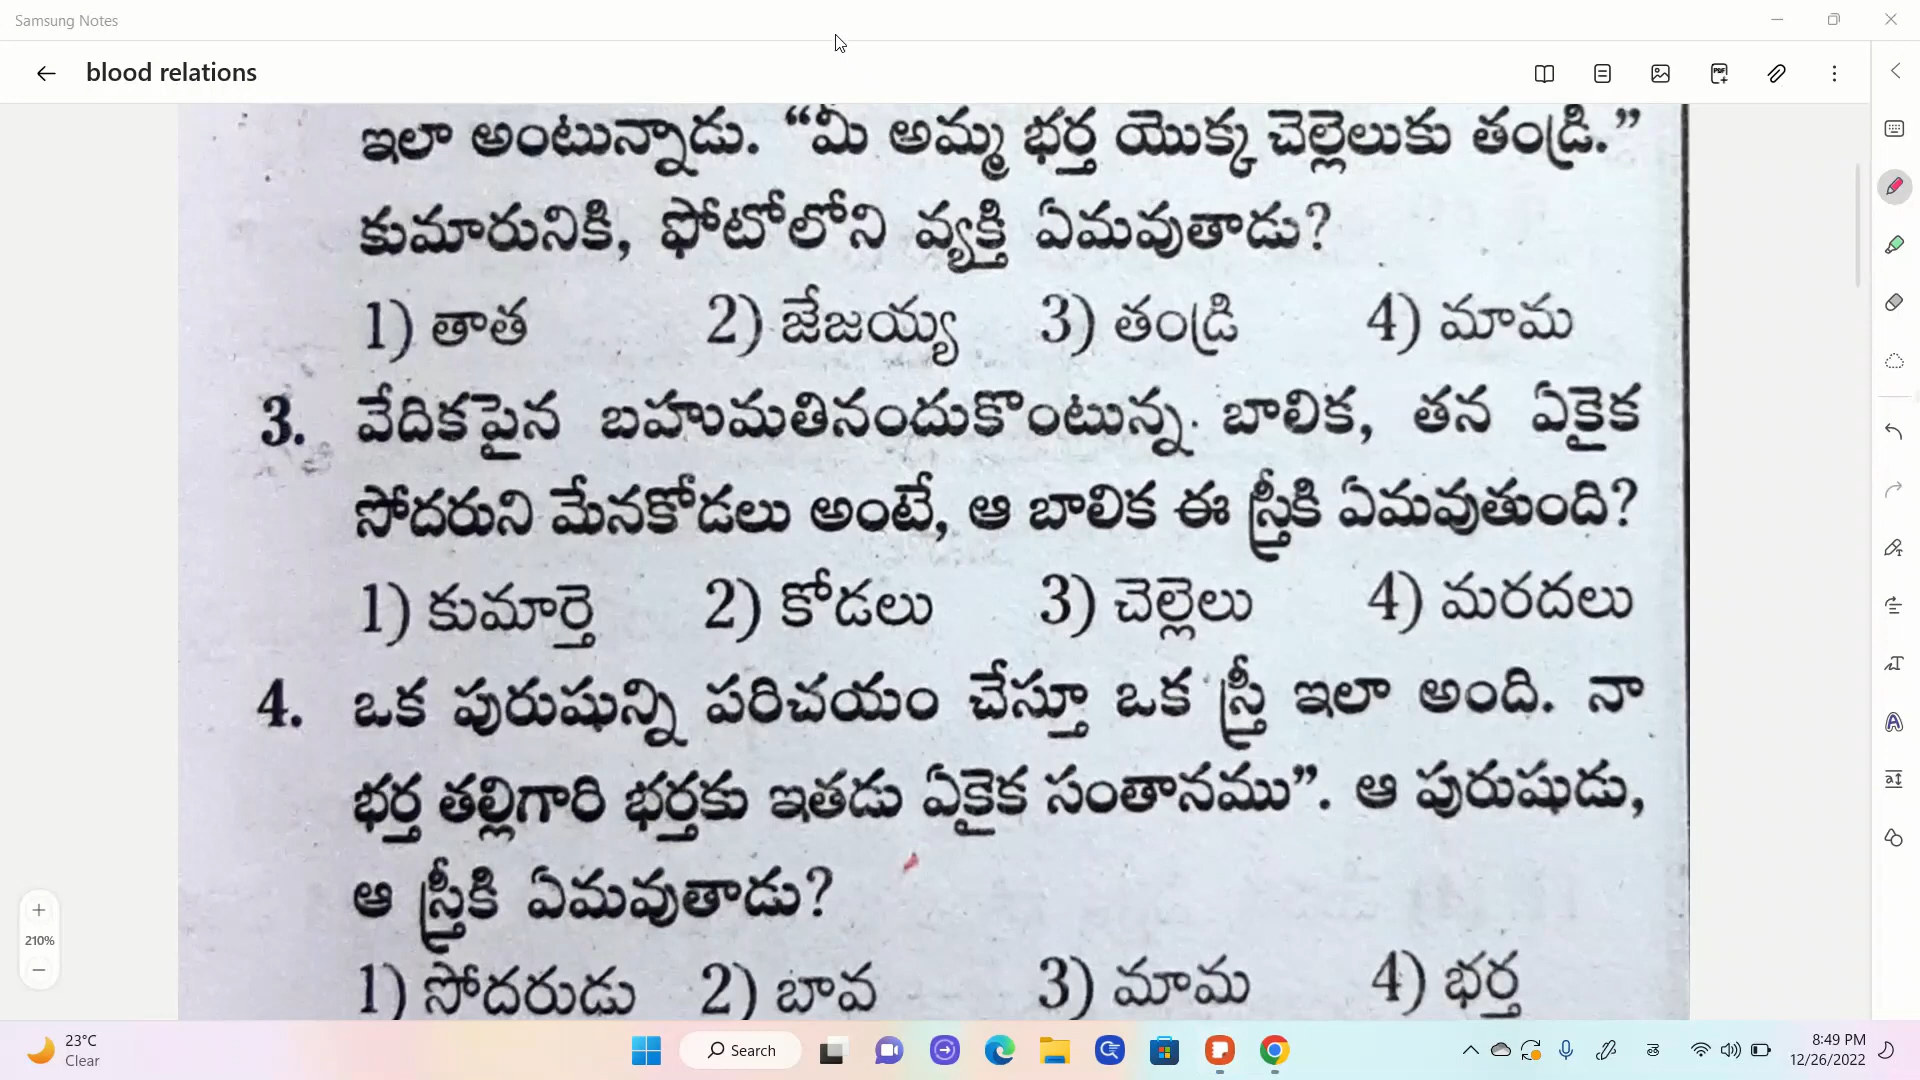 Samsung Notes
blood relations
ఇలా అంటున్నాడు. “మీ అమ్మ భర్త యొక్క చెల్లెలుకు తండ్రి.”
కుమారునికి, ఫోటోలోని వ్యక్తి ఏమవుతాడు?
1) తాత 2) జేజయ్య 3) తండ్రి 4) మామ
3. వేదికపైన బహుమతినందుకొంటున్న బాలిక, తన ఏకైక
సోదరుని మేనకోడలు అంటే, ఆ బాలిక ఈ స్త్రీకి ఏమవుతుంది?
1) కుమార్తె 2) కోడలు 3) చెల్లెలు 4) మరదలు
4. ఒక పురుషున్ని పరిచయం చేస్తూ ఒక స్త్రీ ఇలా అంది. నా
భర్త తల్లిగారి భర్తకు ఇతడు ఏకైక సంతానము”. ఆ పురుషుడు,
ఆ స్త్రీకి ఏమవుతాడు?
1) సోదరుడు 2) బావ 3) మామ 4) భర్త
210%
23°C
Clear
Search
8:49 PM
12/26/2022